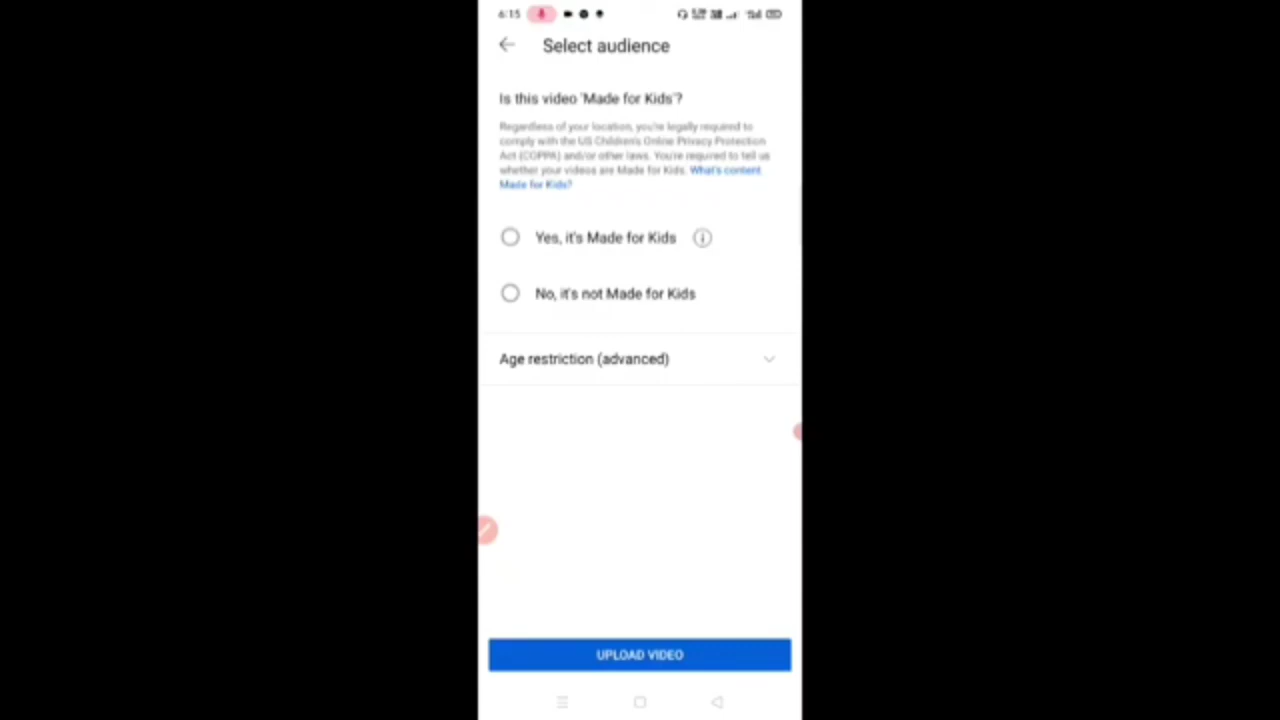 6:15
Select audience
Is this video 'Made for Kids'?
Regardless of your location, you're legally required to
comply with the US Children's Online Privacy Protection
Act (COPPA) and/or other laws. You're required to tell us
whether your videos are Made for Kids. What's content
Made for Kids?
Yes, it's Made for Kids
No, it's not Made for Kids
Age restriction (advanced)
UPLOAD VIDEO